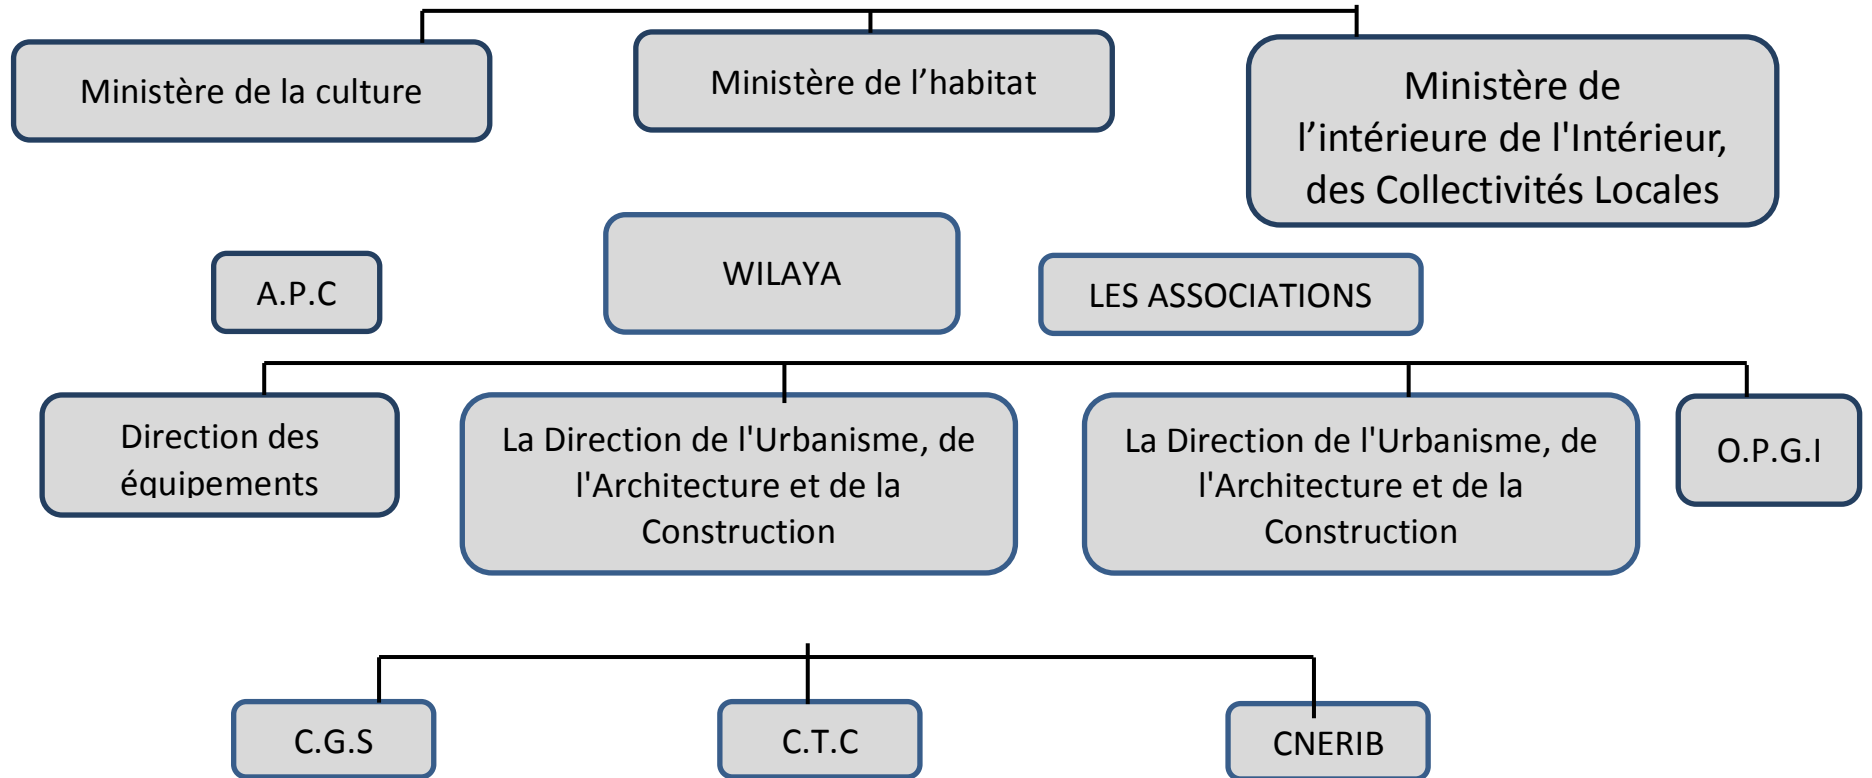 Ministère de la culture
Ministère de l’habitat
Ministère de
l’intérieure de l'Intérieur,
des Collectivités Locales
A.P.C
WILAYA
LES ASSOCIATIONS
Direction des
équipements
La Direction de l'Urbanisme, de
l'Architecture et de la
Construction
La Direction de l'Urbanisme, de
l'Architecture et de la
Construction
O.P.G.I
C.G.S
C.T.C
CNERIB